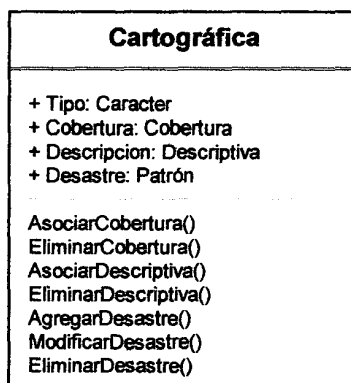 Cartográfica
+ Tipo: Caracter
+ Cobertura: Cobertura
+ Descripcion: Descriptiva
+ Desastre: Patrón
AsociarCobertura()
EliminarCobertura()
AsociarDescriptiva()
EliminarDescriptiva()
AgregarDesastre()
ModificarDesastre()
EliminarDesastre()